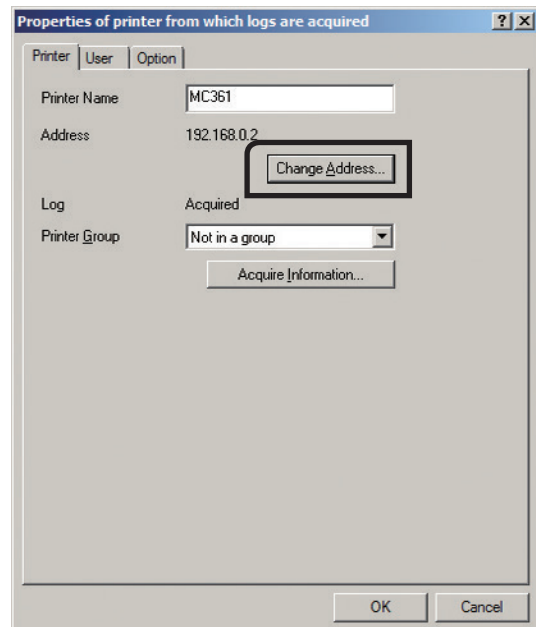 Properties of printer from which logs are acquired
Printer User Option
Printer Name MC361
Address 192.168.0.2
Change Address...
Log Acquired
Printer Group Not in a group
Acquire Information...
OK Cancel